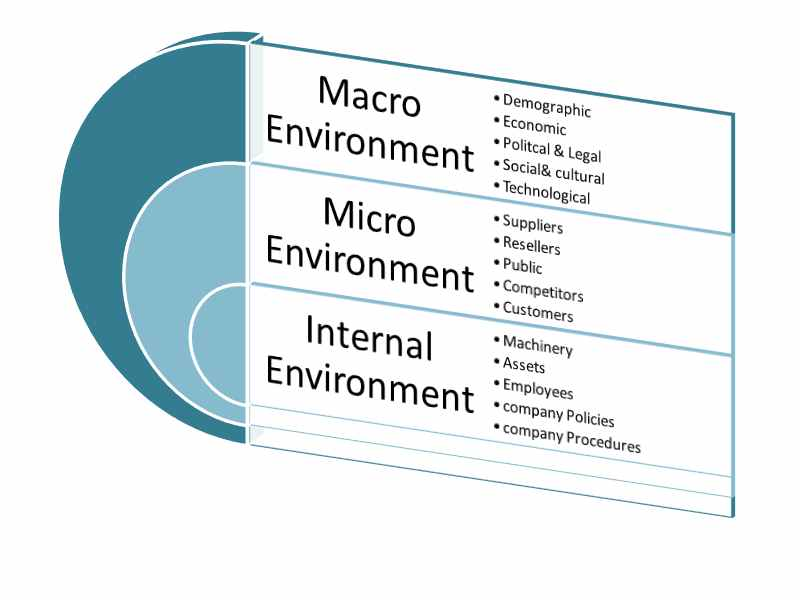 Macro
Environment
• Demographic
• Economic
• Politcal & Legal
• Social& cultural
• Technological
Micro
Environment
• Suppliers
• Resellers
• Public
• Competitors
• Customers
Internal
Environment
• Machinery
• Assets
• Employees
• company Policies
• company Procedures